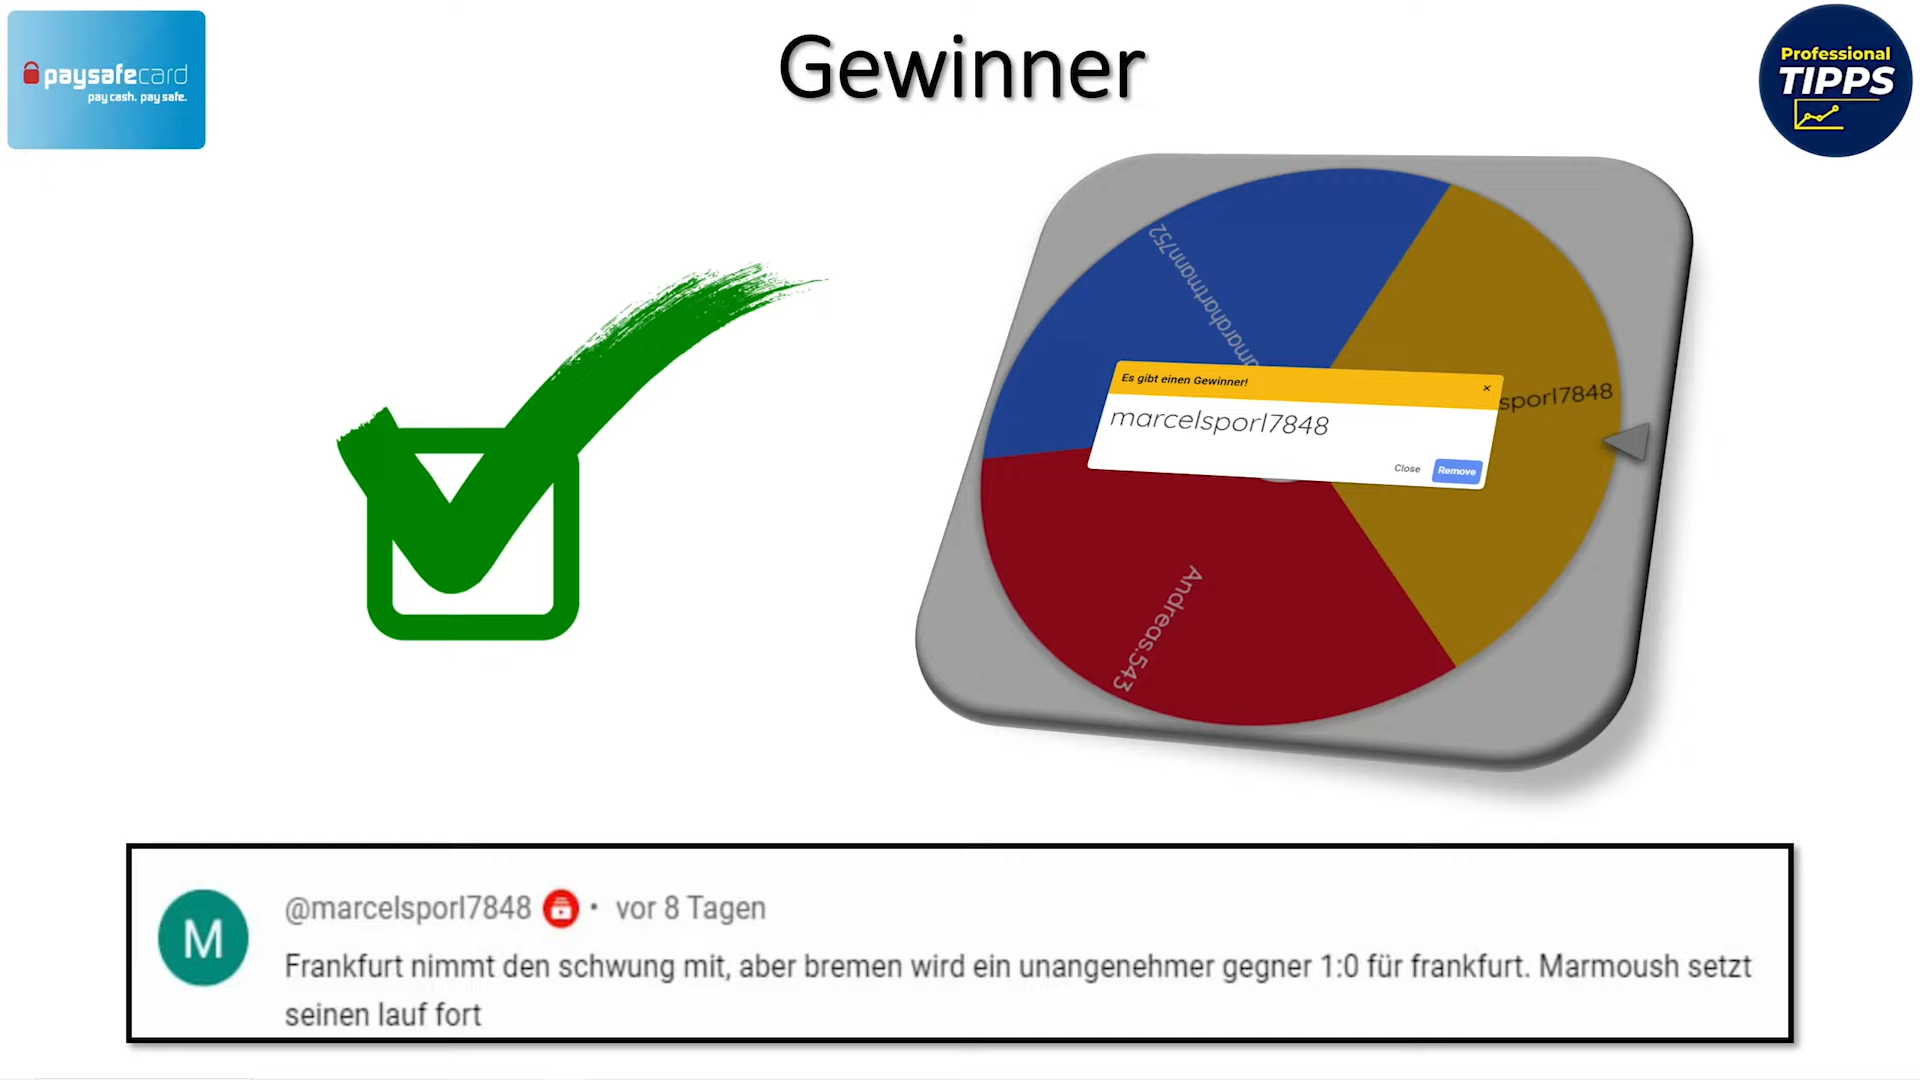 paysafecard
pay cash. pay safe.
Gewinner
Professional
TIPPS
Es gibt einen Gewinner!
×
marcelsporl7848
Close
Remove
sporl7848
Andreas.543
M
@marcelsporl7848 • vor 8 Tagen
Frankfurt nimmt den schwung mit, aber bremen wird ein unangenehmer gegner 1:0 für frankfurt. Marmoush setzt
seinen lauf fort